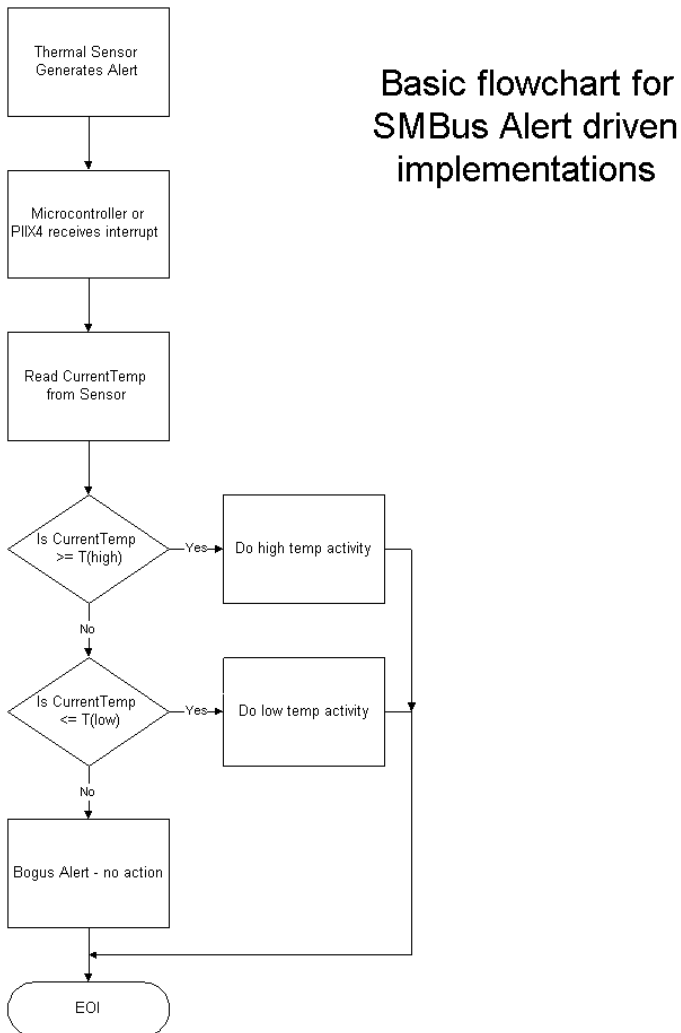 Thermal Sensor
Generates Alert
Basic flowchart for
SMBus Alert driven
implementations
Microcontroller or
PIIX4 receives interrupt
Read CurrentTemp
from Sensor
Is CurrentTemp
>= T(high)
Yes
Do high temp activity
No
Is CurrentTemp
<= T(low)
Yes
Do low temp activity
No
Bogus Alert - no action
EOI